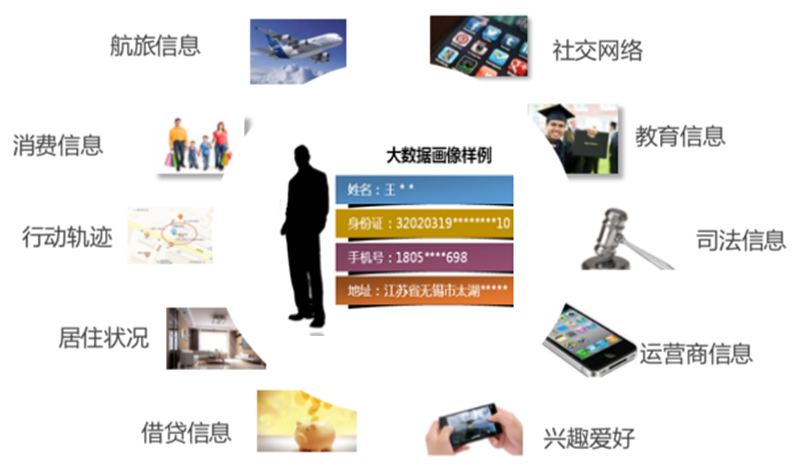 航旅信息
社交网络
消费信息
教育信息
大数据画像样例
姓名：王 * *
身份证：32020319********10
手机号：1805****698
地址：江苏省无锡市太湖*****
行动轨迹
司法信息
居住状况
运营商信息
借贷信息
兴趣爱好